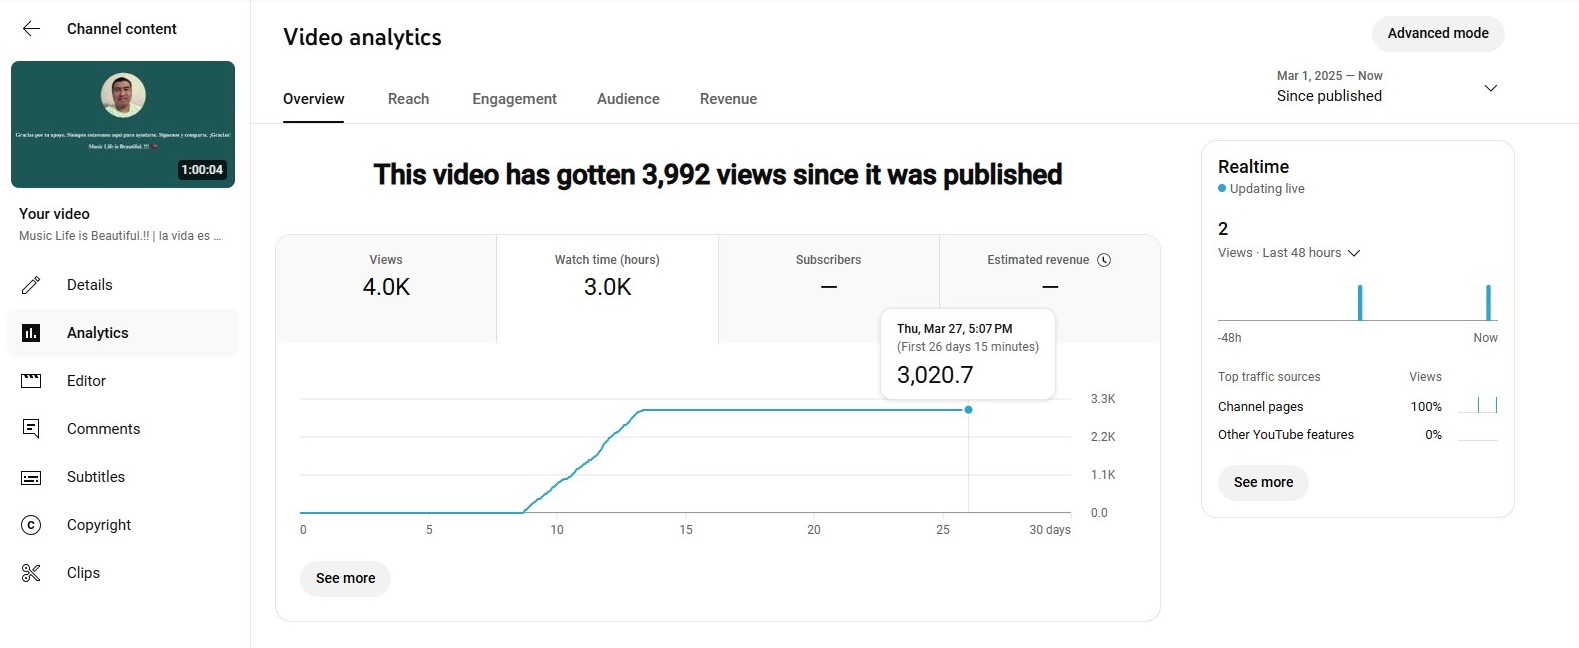 Channel content
Gracias por tu apoyo. Siempre estaremos aquí para ayudarte. Síguenos y comparte. ¡Gracias!
Music Life is Beautiful. !!!
1:00:04
Your video
Music Life is Beautiful.!! | la vida es ...
Details
Analytics
Editor
Comments
Subtitles
Copyright
Clips
Video analytics
Advanced mode
Overview
Reach
Engagement
Audience
Revenue
Mar 1, 2025 – Now
Since published
This video has gotten 3,992 views since it was published
Views
4.0K
Watch time (hours)
3.0K
Subscribers
—
Estimated revenue
—
Thu, Mar 27, 5:07 PM
(First 26 days 15 minutes)
3,020.7
3.3K
2.2K
1.1K
0.0
0 5 10 15 20 25 30 days
See more
Realtime
Updating live
2
Views · Last 48 hours
-48h Now
Top traffic sources Views
Channel pages 100%
Other YouTube features 0%
See more